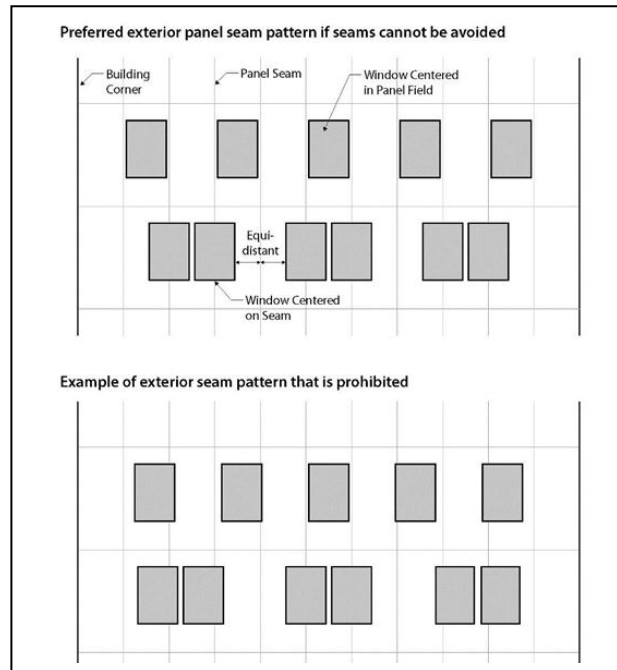 Preferred exterior panel seam pattern if seams cannot be avoided
Building
Corner
Panel Seam
Window Centered
in Panel Field
Equi-
distant
Window Centered
on Seam
Example of exterior seam pattern that is prohibited